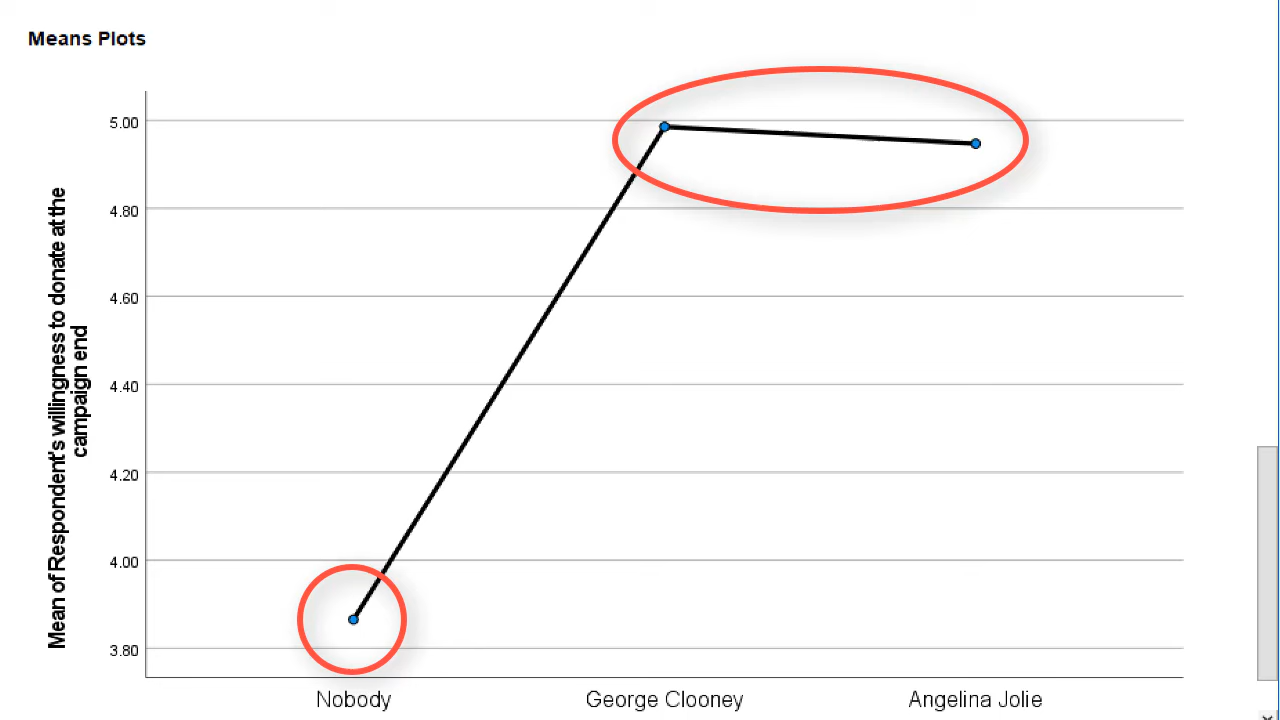 Means Plots
5.00
4.80
4.60
4.40
4.20
4.00
3.80
Mean of Respondent's willingness to donate at the
campaign end
Nobody
George Clooney
Angelina Jolie